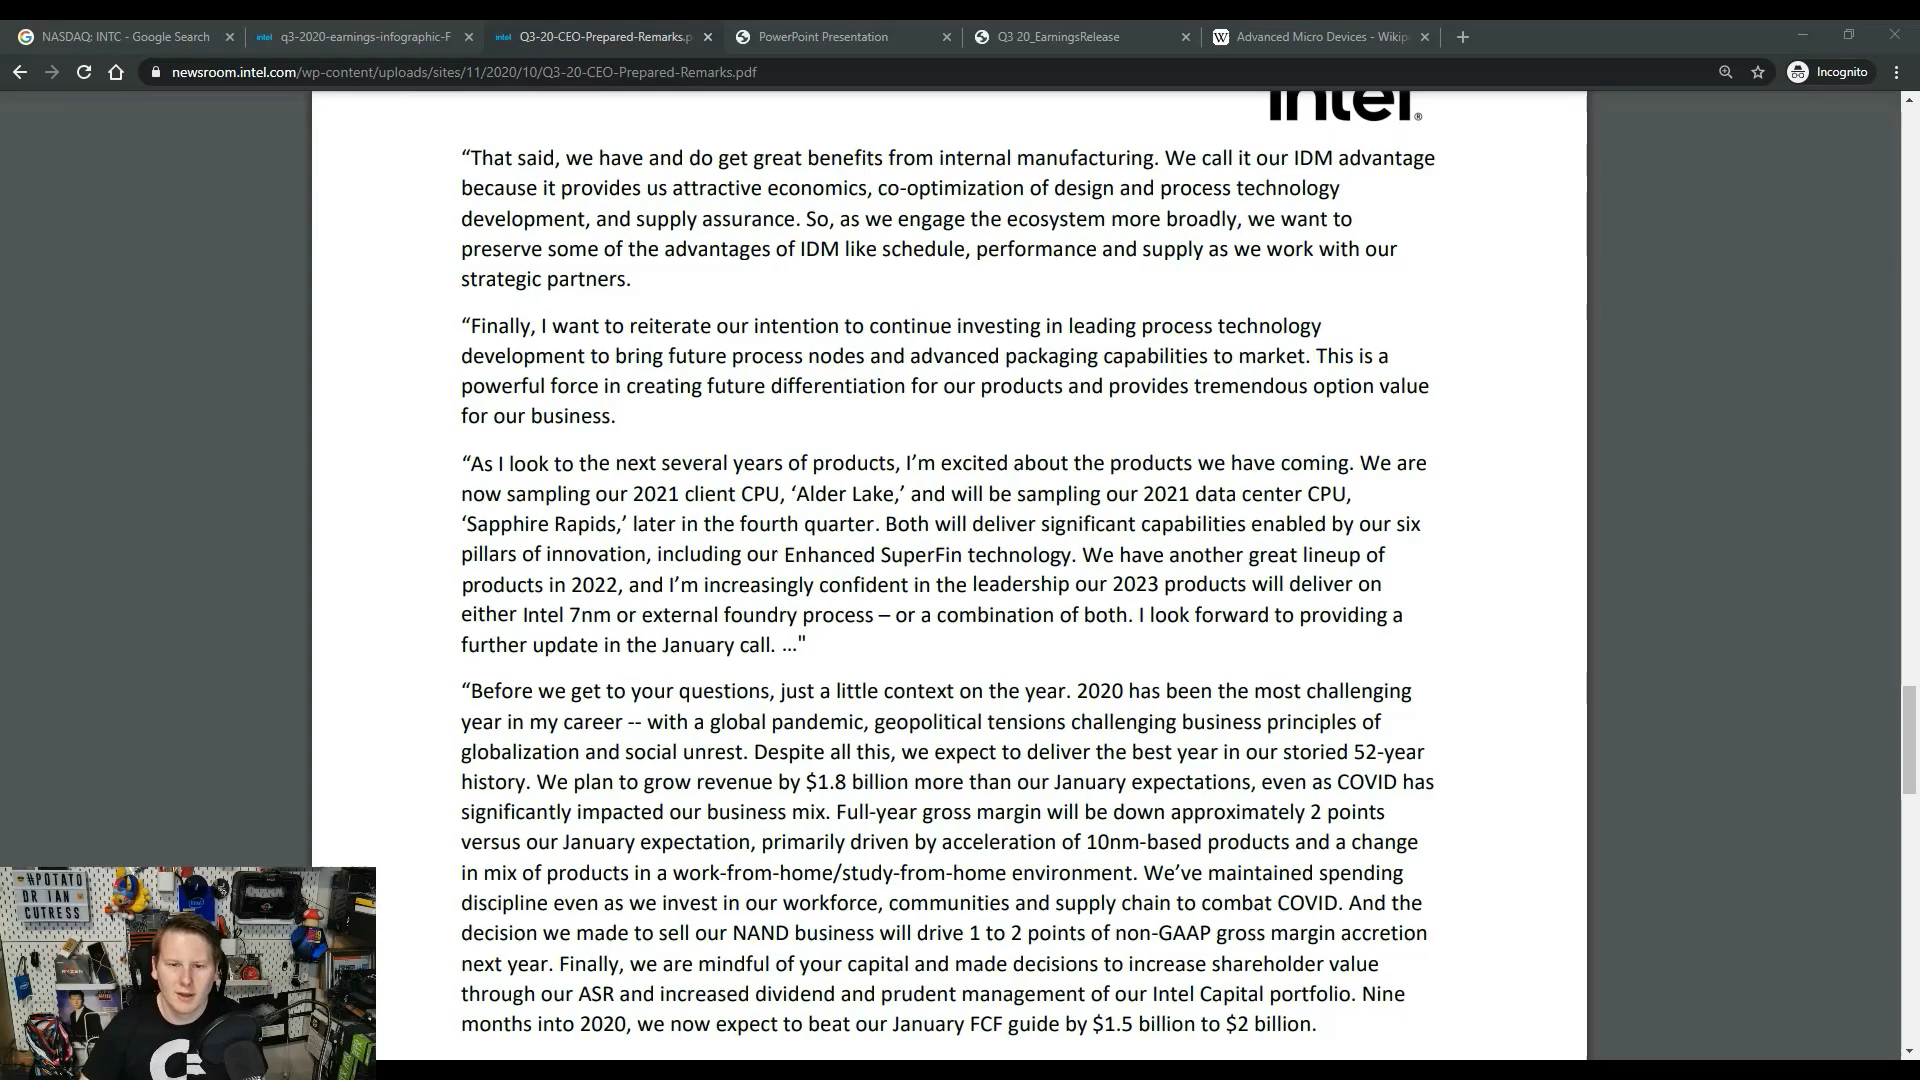 NASDAQ: INTC - Google Search
intel q3-2020-earnings-infographic-F
intel Q3-20-CEO-Prepared-Remarks.p
PowerPoint Presentation
Q3 20_EarningsRelease
W Advanced Micro Devices - Wikip
newsroom.intel.com/wp-content/uploads/sites/11/2020/10/Q3-20-CEO-Prepared-Remarks.pdf
Incognito
intel®
“That said, we have and do get great benefits from internal manufacturing. We call it our IDM advantage
because it provides us attractive economics, co-optimization of design and process technology
development, and supply assurance. So, as we engage the ecosystem more broadly, we want to
preserve some of the advantages of IDM like schedule, performance and supply as we work with our
strategic partners.
“Finally, I want to reiterate our intention to continue investing in leading process technology
development to bring future process nodes and advanced packaging capabilities to market. This is a
powerful force in creating future differentiation for our products and provides tremendous option value
for our business.
“As I look to the next several years of products, I’m excited about the products we have coming. We are
now sampling our 2021 client CPU, ‘Alder Lake,’ and will be sampling our 2021 data center CPU,
‘Sapphire Rapids,’ later in the fourth quarter. Both will deliver significant capabilities enabled by our six
pillars of innovation, including our Enhanced SuperFin technology. We have another great lineup of
products in 2022, and I’m increasingly confident in the leadership our 2023 products will deliver on
either Intel 7nm or external foundry process – or a combination of both. I look forward to providing a
further update in the January call. …"
“Before we get to your questions, just a little context on the year. 2020 has been the most challenging
year in my career -- with a global pandemic, geopolitical tensions challenging business principles of
globalization and social unrest. Despite all this, we expect to deliver the best year in our storied 52-year
history. We plan to grow revenue by $1.8 billion more than our January expectations, even as COVID has
significantly impacted our business mix. Full-year gross margin will be down approximately 2 points
versus our January expectation, primarily driven by acceleration of 10nm-based products and a change
in mix of products in a work-from-home/study-from-home environment. We’ve maintained spending
discipline even as we invest in our workforce, communities and supply chain to combat COVID. And the
decision we made to sell our NAND business will drive 1 to 2 points of non-GAAP gross margin accretion
next year. Finally, we are mindful of your capital and made decisions to increase shareholder value
through our ASR and increased dividend and prudent management of our Intel Capital portfolio. Nine
months into 2020, we now expect to beat our January FCF guide by $1.5 billion to $2 billion.
#POTATO
DR IAN
CUTRESS